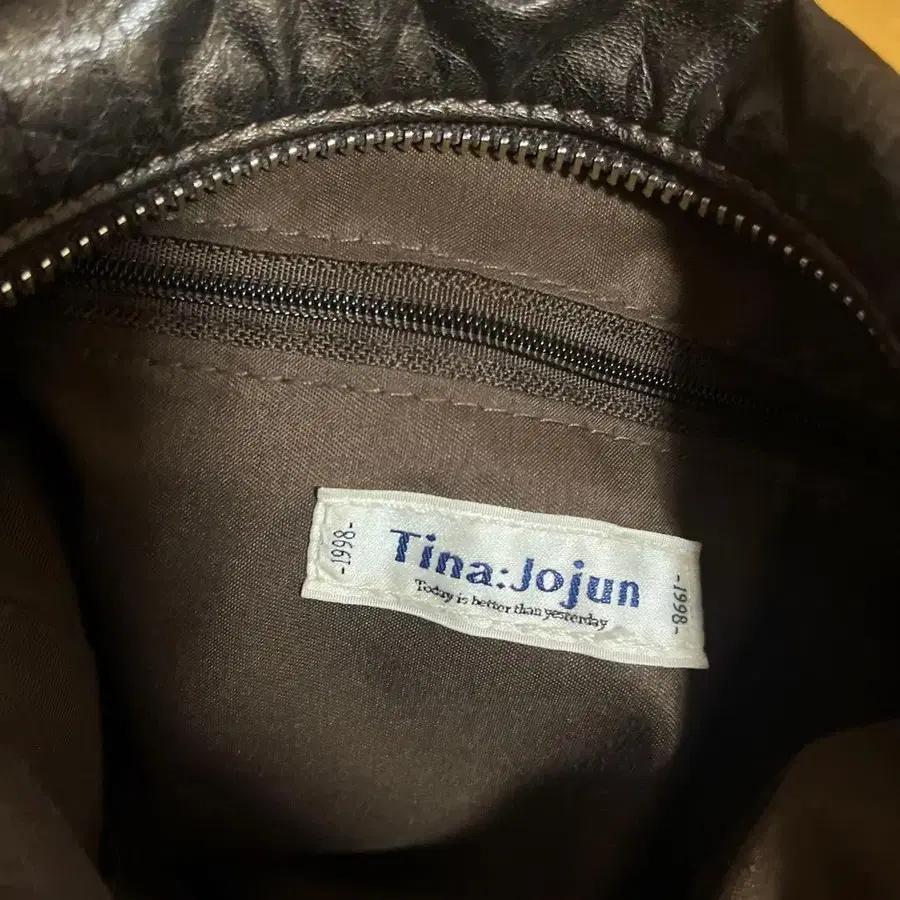 -1998-
Tina:Jojun
Today is better than yesterday
-1998-